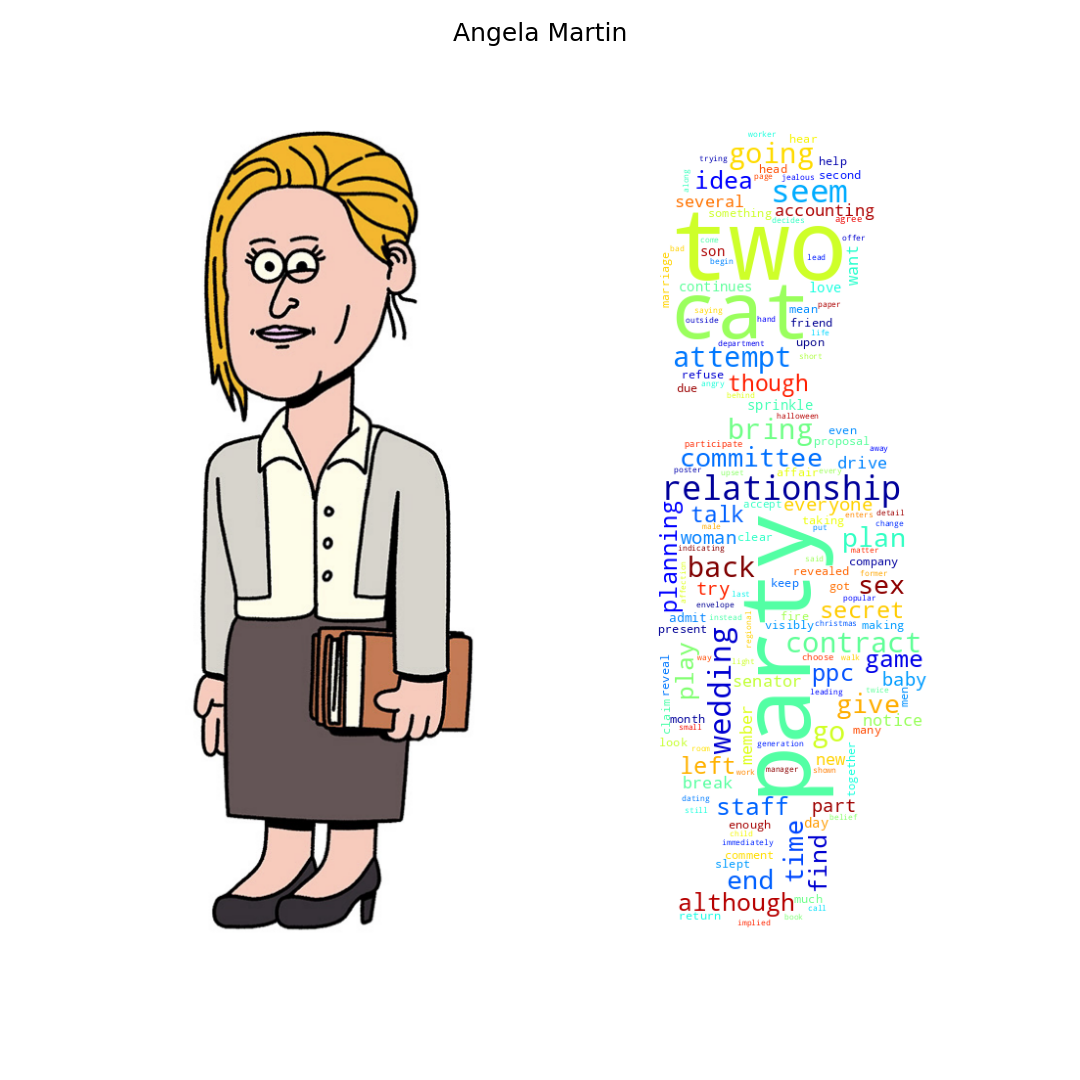 Angela Martin
worker
hear
going
trying
help
head
along
idea
page
jealous
second
seem
several
accounting
something
decides
agree
two
come
offer
bad
son
begin
lead
want
marriage
continues
love
cat
saying
mean
paper
outside
hand
friend
life
department
upon
attempt
short
refuse
due
angry
though
behind
sprinkle
halloween
bring
even
participate
proposal
away
committee
drive
poster
affair
every
relationship
planning
talk
accept
everyone
taking
enters
detail
male
put
change
woman
clear
plan
indicating
matter
party
back
said
company
revealed
former
try
last
keep
got
sex
envelope
popular
secret
admit
instead
fire
regional
visibly
christmas
making
present
wedding
contract
play
way
light
choose
walk
game
reveal
senator
ppc
baby
leading
twice
men
claim
month
small
member
give
notice
look
room
generation
go
many
left
work
manager
shown
new
together
break
dating
still
staff
part
belief
enough
child
day
time
find
immediately
comment
slept
end
although
much
return
call
implied
book